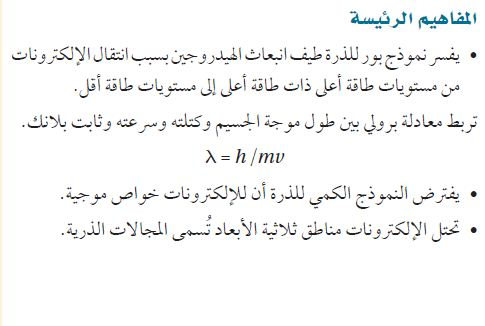 المفاهيم الرئيسة
• يفسر نموذج بور للذرة طيف انبعاث الهيدروجين بسبب انتقال الإلكترونات
من مستويات طاقة أعلى ذات طاقة أعلى إلى مستويات طاقة أقل.
تربط معادلة برولي بين طول موجة الجسيم وكتلته وسرعته وثابت بلانك.
λ = h /mv
• يفترض النموذج الكمي للذرة أن للإلكترونات خواص موجية.
• تحتل الإلكترونات مناطق ثلاثية الأبعاد تُسمى المجالات الذرية.